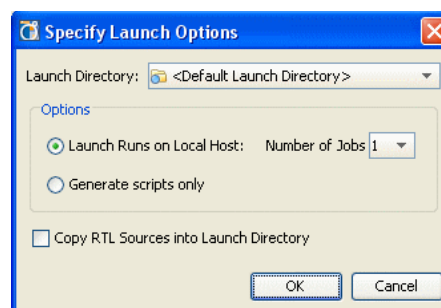 Specify Launch Options
Launch Directory: <Default Launch Directory>
Options
Launch Runs on Local Host: Number of Jobs 1
Generate scripts only
Copy RTL Sources into Launch Directory
OK Cancel